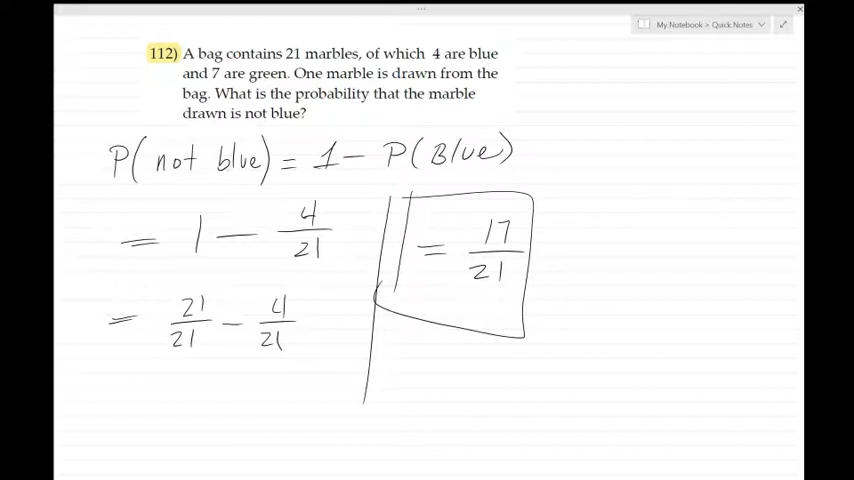 My Notebook > Quick Notes
112) A bag contains 21 marbles, of which 4 are blue
and 7 are green. One marble is drawn from the
bag. What is the probability that the marble
drawn is not blue?
P( not blue) = 1 - P( Blue)
= 1 - 4/21
= 21/21 - 4/21
= 17/21